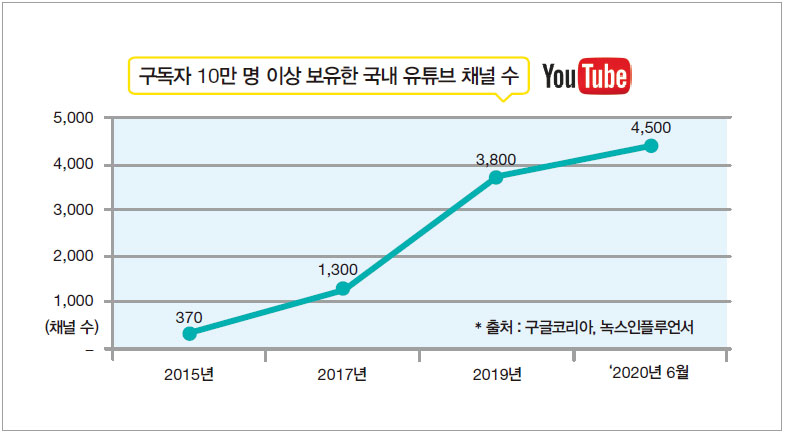 구독자 10만 명 이상 보유한 국내 유튜브 채널 수
YouTube
5,000
4,000
3,000
2,000
1,000
(채널 수)
–
370
1,300
3,800
4,500
* 출처 : 구글코리아, 녹스인플루언서
2015년
2017년
2019년
‘2020년 6월